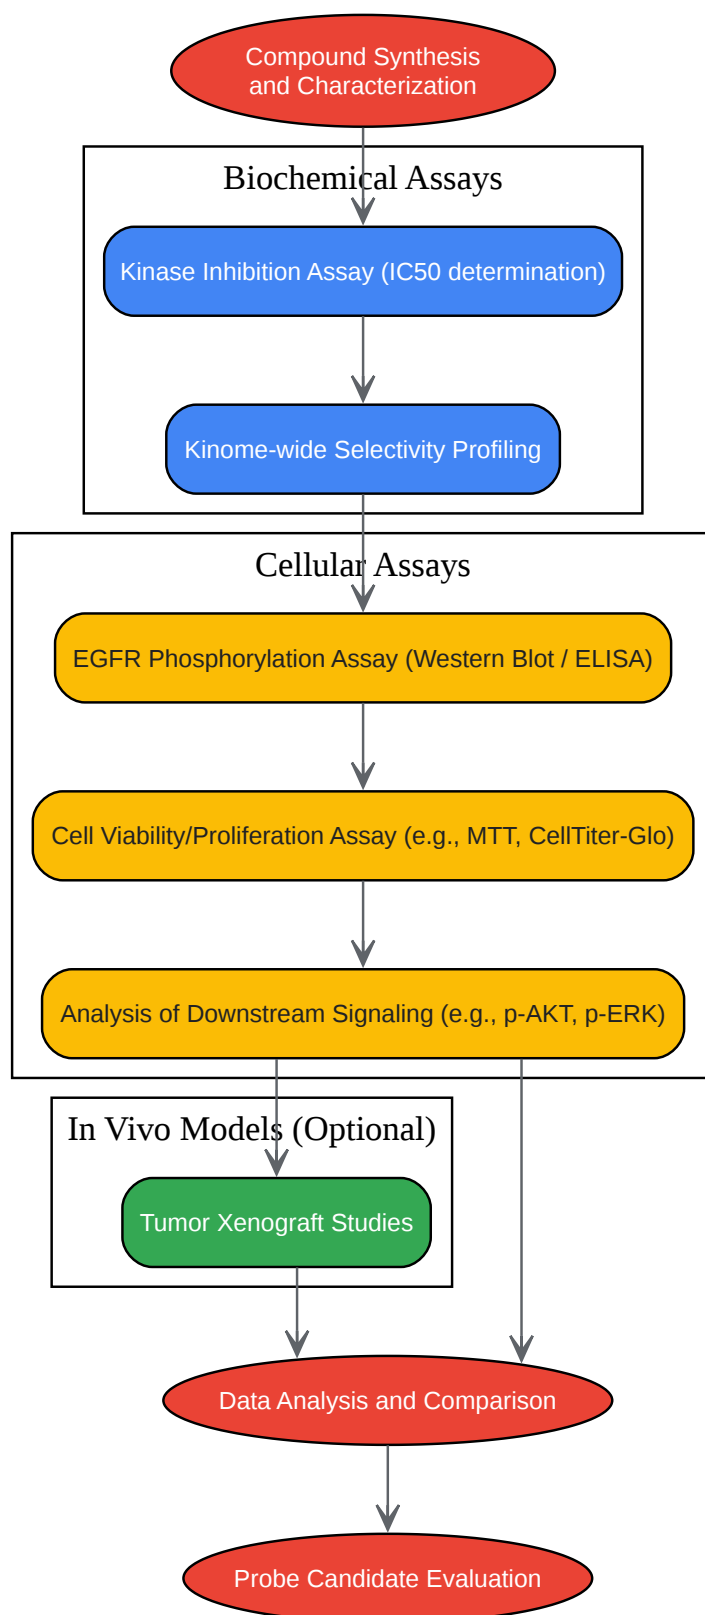 Compound Synthesis
and Characterization
Biochemical Assays
Kinase Inhibition Assay (IC50 determination)
Kinome-wide Selectivity Profiling
Cellular Assays
EGFR Phosphorylation Assay (Western Blot / ELISA)
Cell Viability/Proliferation Assay (e.g., MTT, CellTiter-Glo)
Analysis of Downstream Signaling (e.g., p-AKT, p-ERK)
In Vivo Models (Optional)
Tumor Xenograft Studies
Data Analysis and Comparison
Probe Candidate Evaluation